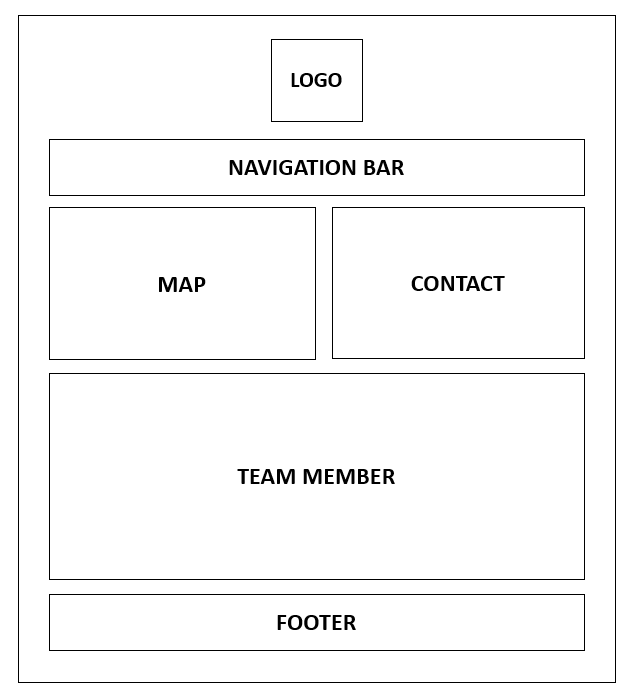 LOGO
NAVIGATION BAR
MAP
CONTACT
TEAM MEMBER
FOOTER